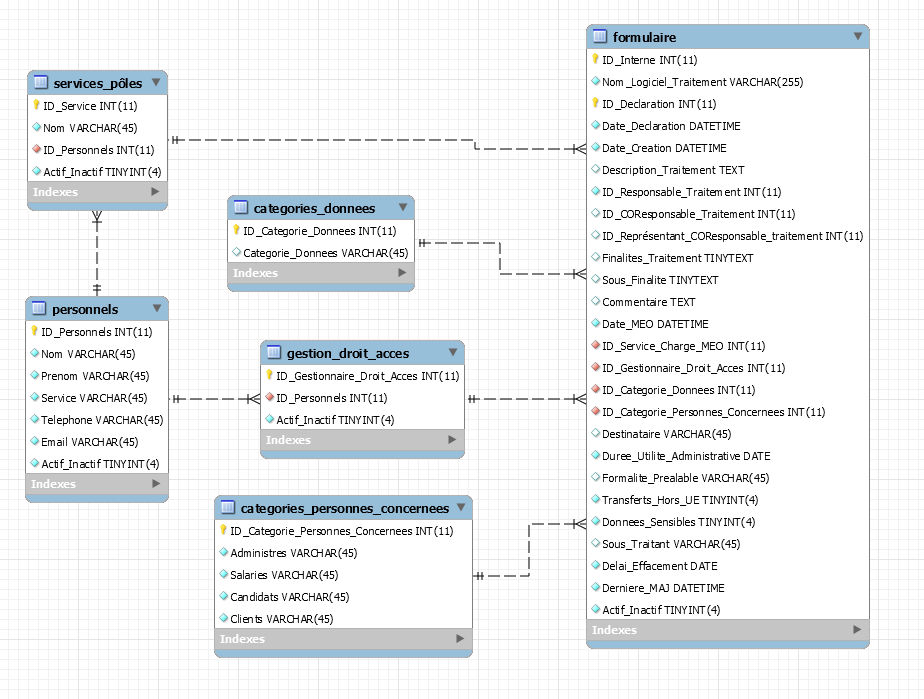 services_pôles
ID_Service INT(11)
Nom VARCHAR(45)
ID_Personnels INT(11)
Actif_Inactif TINYINT(4)
Indexes
personnels
ID_Personnels INT(11)
Nom VARCHAR(45)
Prenom VARCHAR(45)
Service VARCHAR(45)
Telephone VARCHAR(45)
Email VARCHAR(45)
Actif_Inactif TINYINT(4)
Indexes
categories_donnees
ID_Categorie_Donnees INT(11)
Categorie_Donnees VARCHAR(45)
Indexes
gestion_droit_acces
ID_Gestionnaire_Droit_Acces INT(11)
ID_Personnels INT(11)
Actif_Inactif TINYINT(4)
Indexes
categories_personnes_concernees
ID_Categorie_Personnes_Concernees INT(11)
Administres VARCHAR(45)
Salaries VARCHAR(45)
Candidats VARCHAR(45)
Clients VARCHAR(45)
Indexes
formulaire
ID_Interne INT(11)
Nom_Logiciel_Traitement VARCHAR(255)
ID_Declaration INT(11)
Date_Declaration DATETIME
Date_Creation DATETIME
Description_Traitement TEXT
ID_Responsable_Traitement INT(11)
ID_COResponsable_Traitement INT(11)
ID_Représentant_COResponsable_traitement INT(11)
Finalites_Traitement TINYTEXT
Sous_Finalite TINYTEXT
Commentaire TEXT
Date_MEO DATETIME
ID_Service_Charge_MEO INT(11)
ID_Gestionnaire_Droit_Acces INT(11)
ID_Categorie_Donnees INT(11)
ID_Categorie_Personnes_Concernees INT(11)
Destinataire VARCHAR(45)
Duree_Utilite_Administrative DATE
Formalite_Prealable VARCHAR(45)
Transferts_Hors_UE TINYINT(4)
Donnees_Sensibles TINYINT(4)
Sous_Traitant VARCHAR(45)
Delai_Effacement DATE
Derniere_MAJ DATETIME
Actif_Inactif TINYINT(4)
Indexes